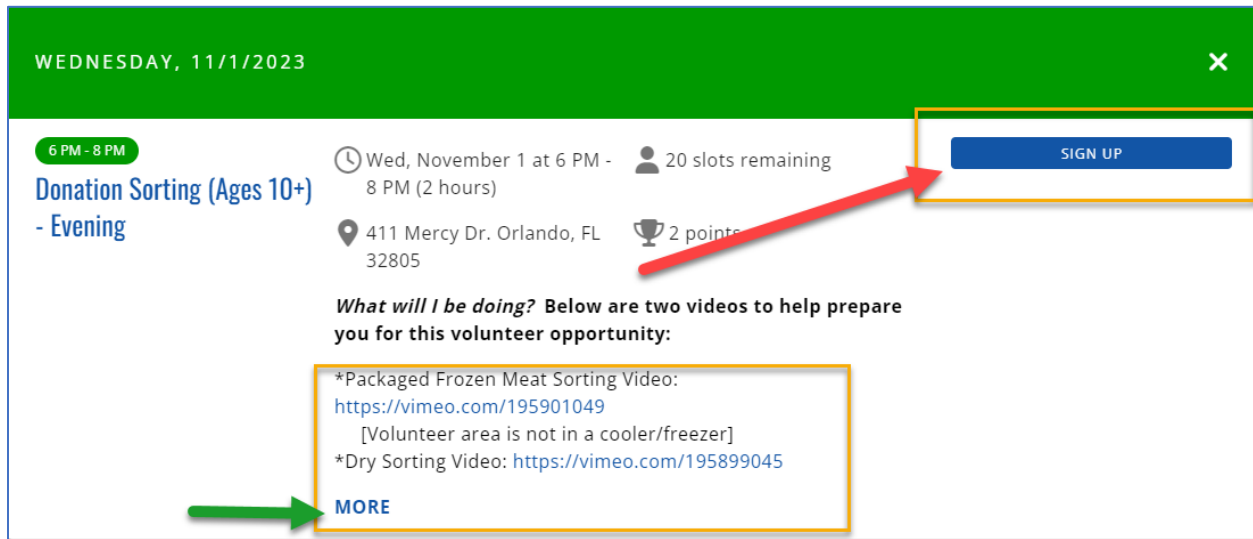 WEDNESDAY, 11/1/2023
6 PM - 8 PM
Donation Sorting (Ages 10+)
- Evening
Wed, November 1 at 6 PM -
8 PM (2 hours)
20 slots remaining
411 Mercy Dr. Orlando, FL
32805
2 points
SIGN UP
What will I be doing? Below are two videos to help prepare
you for this volunteer opportunity:
*Packaged Frozen Meat Sorting Video:
https://vimeo.com/195901049
[Volunteer area is not in a cooler/freezer]
*Dry Sorting Video: https://vimeo.com/195899045
MORE